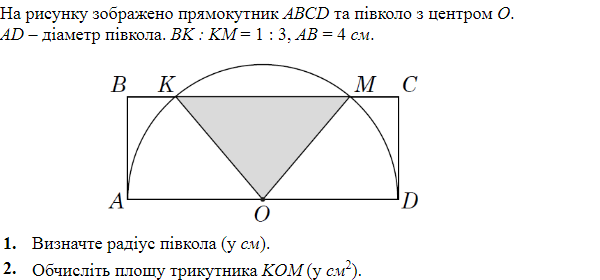 На рисунку зображено прямокутник ABCD та півколо з центром O.
AD – діаметр півкола. BK : KM = 1 : 3, AB = 4 см.
B K M C
A O D
1. Визначте радіус півкола (у см).
2. Обчисліть площу трикутника KOM (у см²).